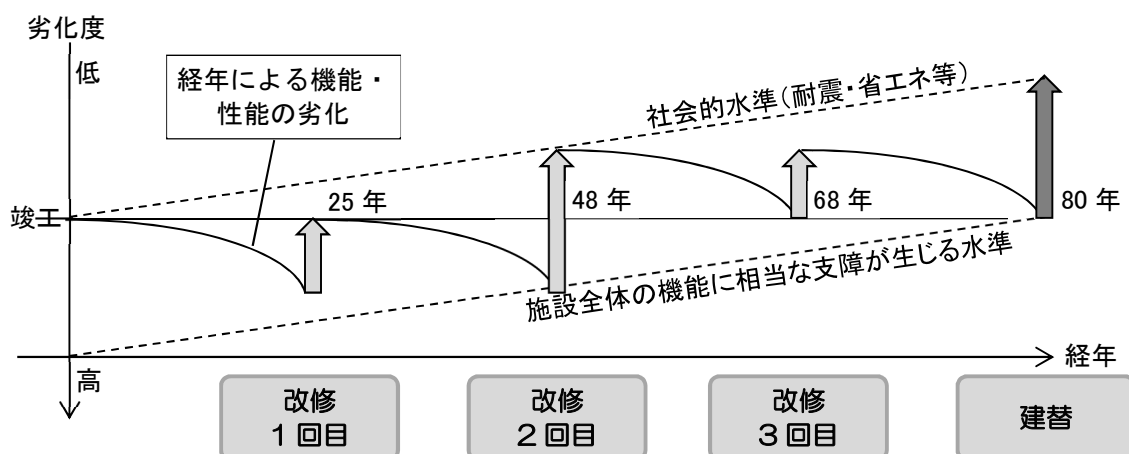 劣化度
低
経年による機能・
性能の劣化
社会的水準(耐震・省エネ等)
竣工
25 年
48 年
68 年
80 年
施設全体の機能に相当な支障が生じる水準
経年
高
改修
1回目
改修
2回目
改修
3回目
建替